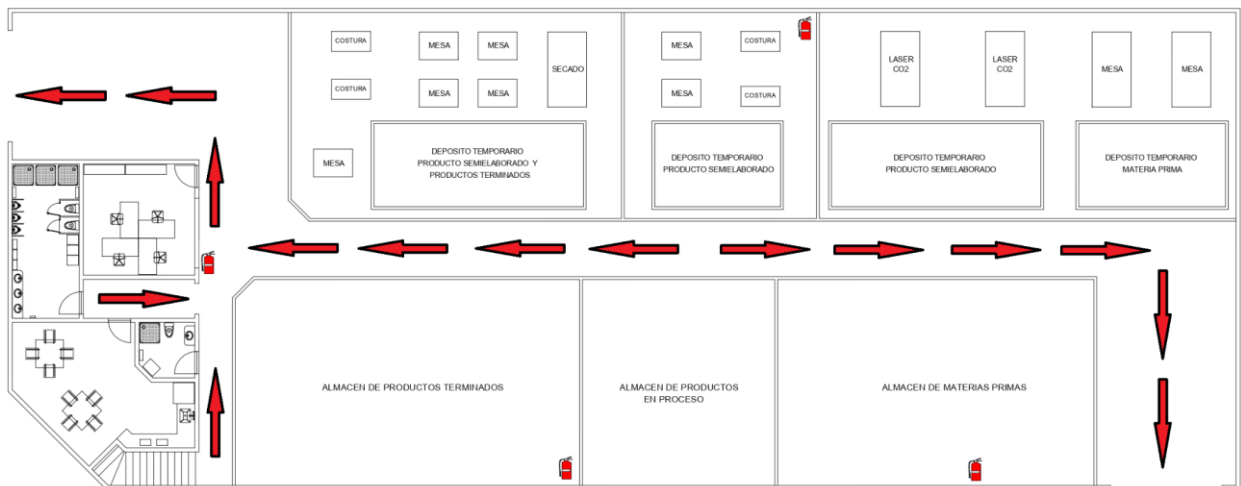 COSTURA
MESA
MESA
COSTURA
MESA
MESA
SECADO
MESA
COSTURA
MESA
COSTURA
LASER
CO2
LASER
CO2
MESA
MESA
MESA
DEPOSITO TEMPORARIO
PRODUCTO SEMIELABORADO Y
PRODUCTOS TERMINADOS
DEPOSITO TEMPORARIO
PRODUCTO SEMIELABORADO
DEPOSITO TEMPORARIO
PRODUCTO SEMIELABORADO
DEPOSITO TEMPORARIO
MATERIA PRIMA
ALMACEN DE PRODUCTOS TERMINADOS
ALMACEN DE PRODUCTOS
EN PROCESO
ALMACEN DE MATERIAS PRIMAS